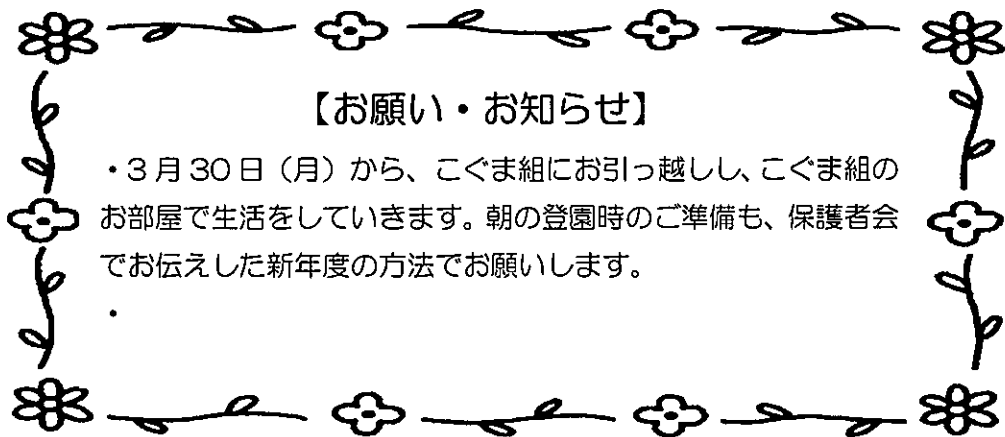 【お願い・お知らせ】
・3月30日（月）から、こぐま組にお引っ越しし、こぐま組の
お部屋で生活をしていきます。朝の登園時のご準備も、保護者会
でお伝えした新年度の方法でお願いします。
・